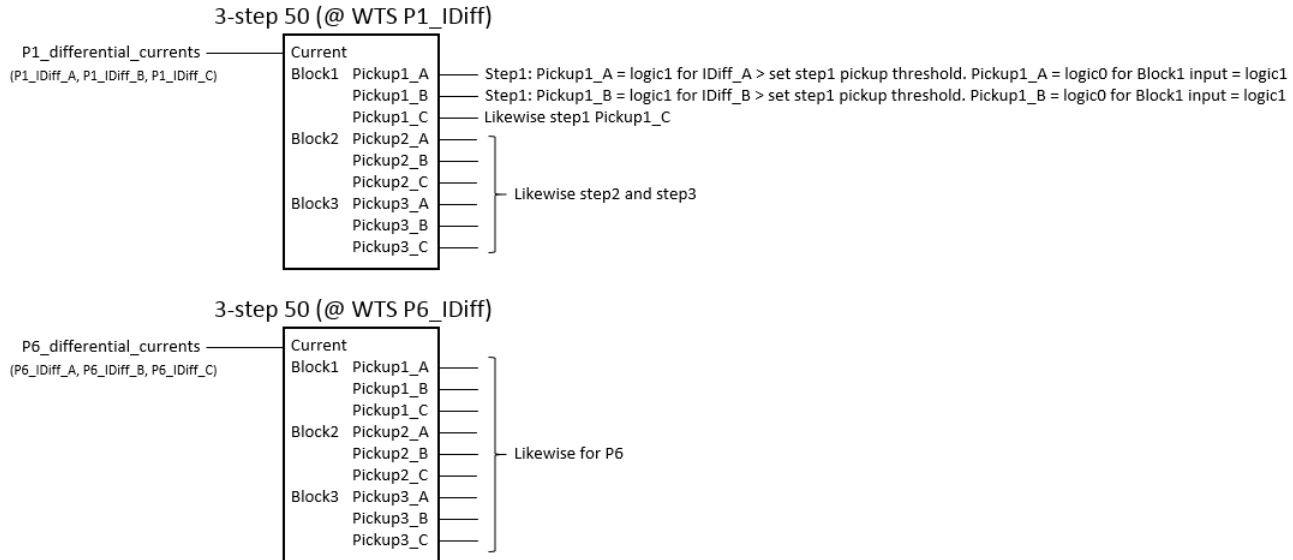 3-step 50 (@ WTS P1_IDiff)
P1_differential_currents
(P1_IDiff_A, P1_IDiff_B, P1_IDiff_C)
Current
Block1 Pickup1_A
Step1: Pickup1_A = logic1 for IDiff_A > set step1 pickup threshold. Pickup1_A = logic0 for Block1 input = logic1
Pickup1_B
Step1: Pickup1_B = logic1 for IDiff_B > set step1 pickup threshold. Pickup1_B = logic0 for Block1 input = logic1
Pickup1_C
Likewise step1 Pickup1_C
Block2 Pickup2_A
Pickup2_B
Pickup2_C
Likewise step2 and step3
Block3 Pickup3_A
Pickup3_B
Pickup3_C
3-step 50 (@ WTS P6_IDiff)
P6_differential_currents
(P6_IDiff_A, P6_IDiff_B, P6_IDiff_C)
Current
Block1 Pickup1_A
Pickup1_B
Pickup1_C
Block2 Pickup2_A
Pickup2_B
Likewise for P6
Pickup2_C
Block3 Pickup3_A
Pickup3_B
Pickup3_C